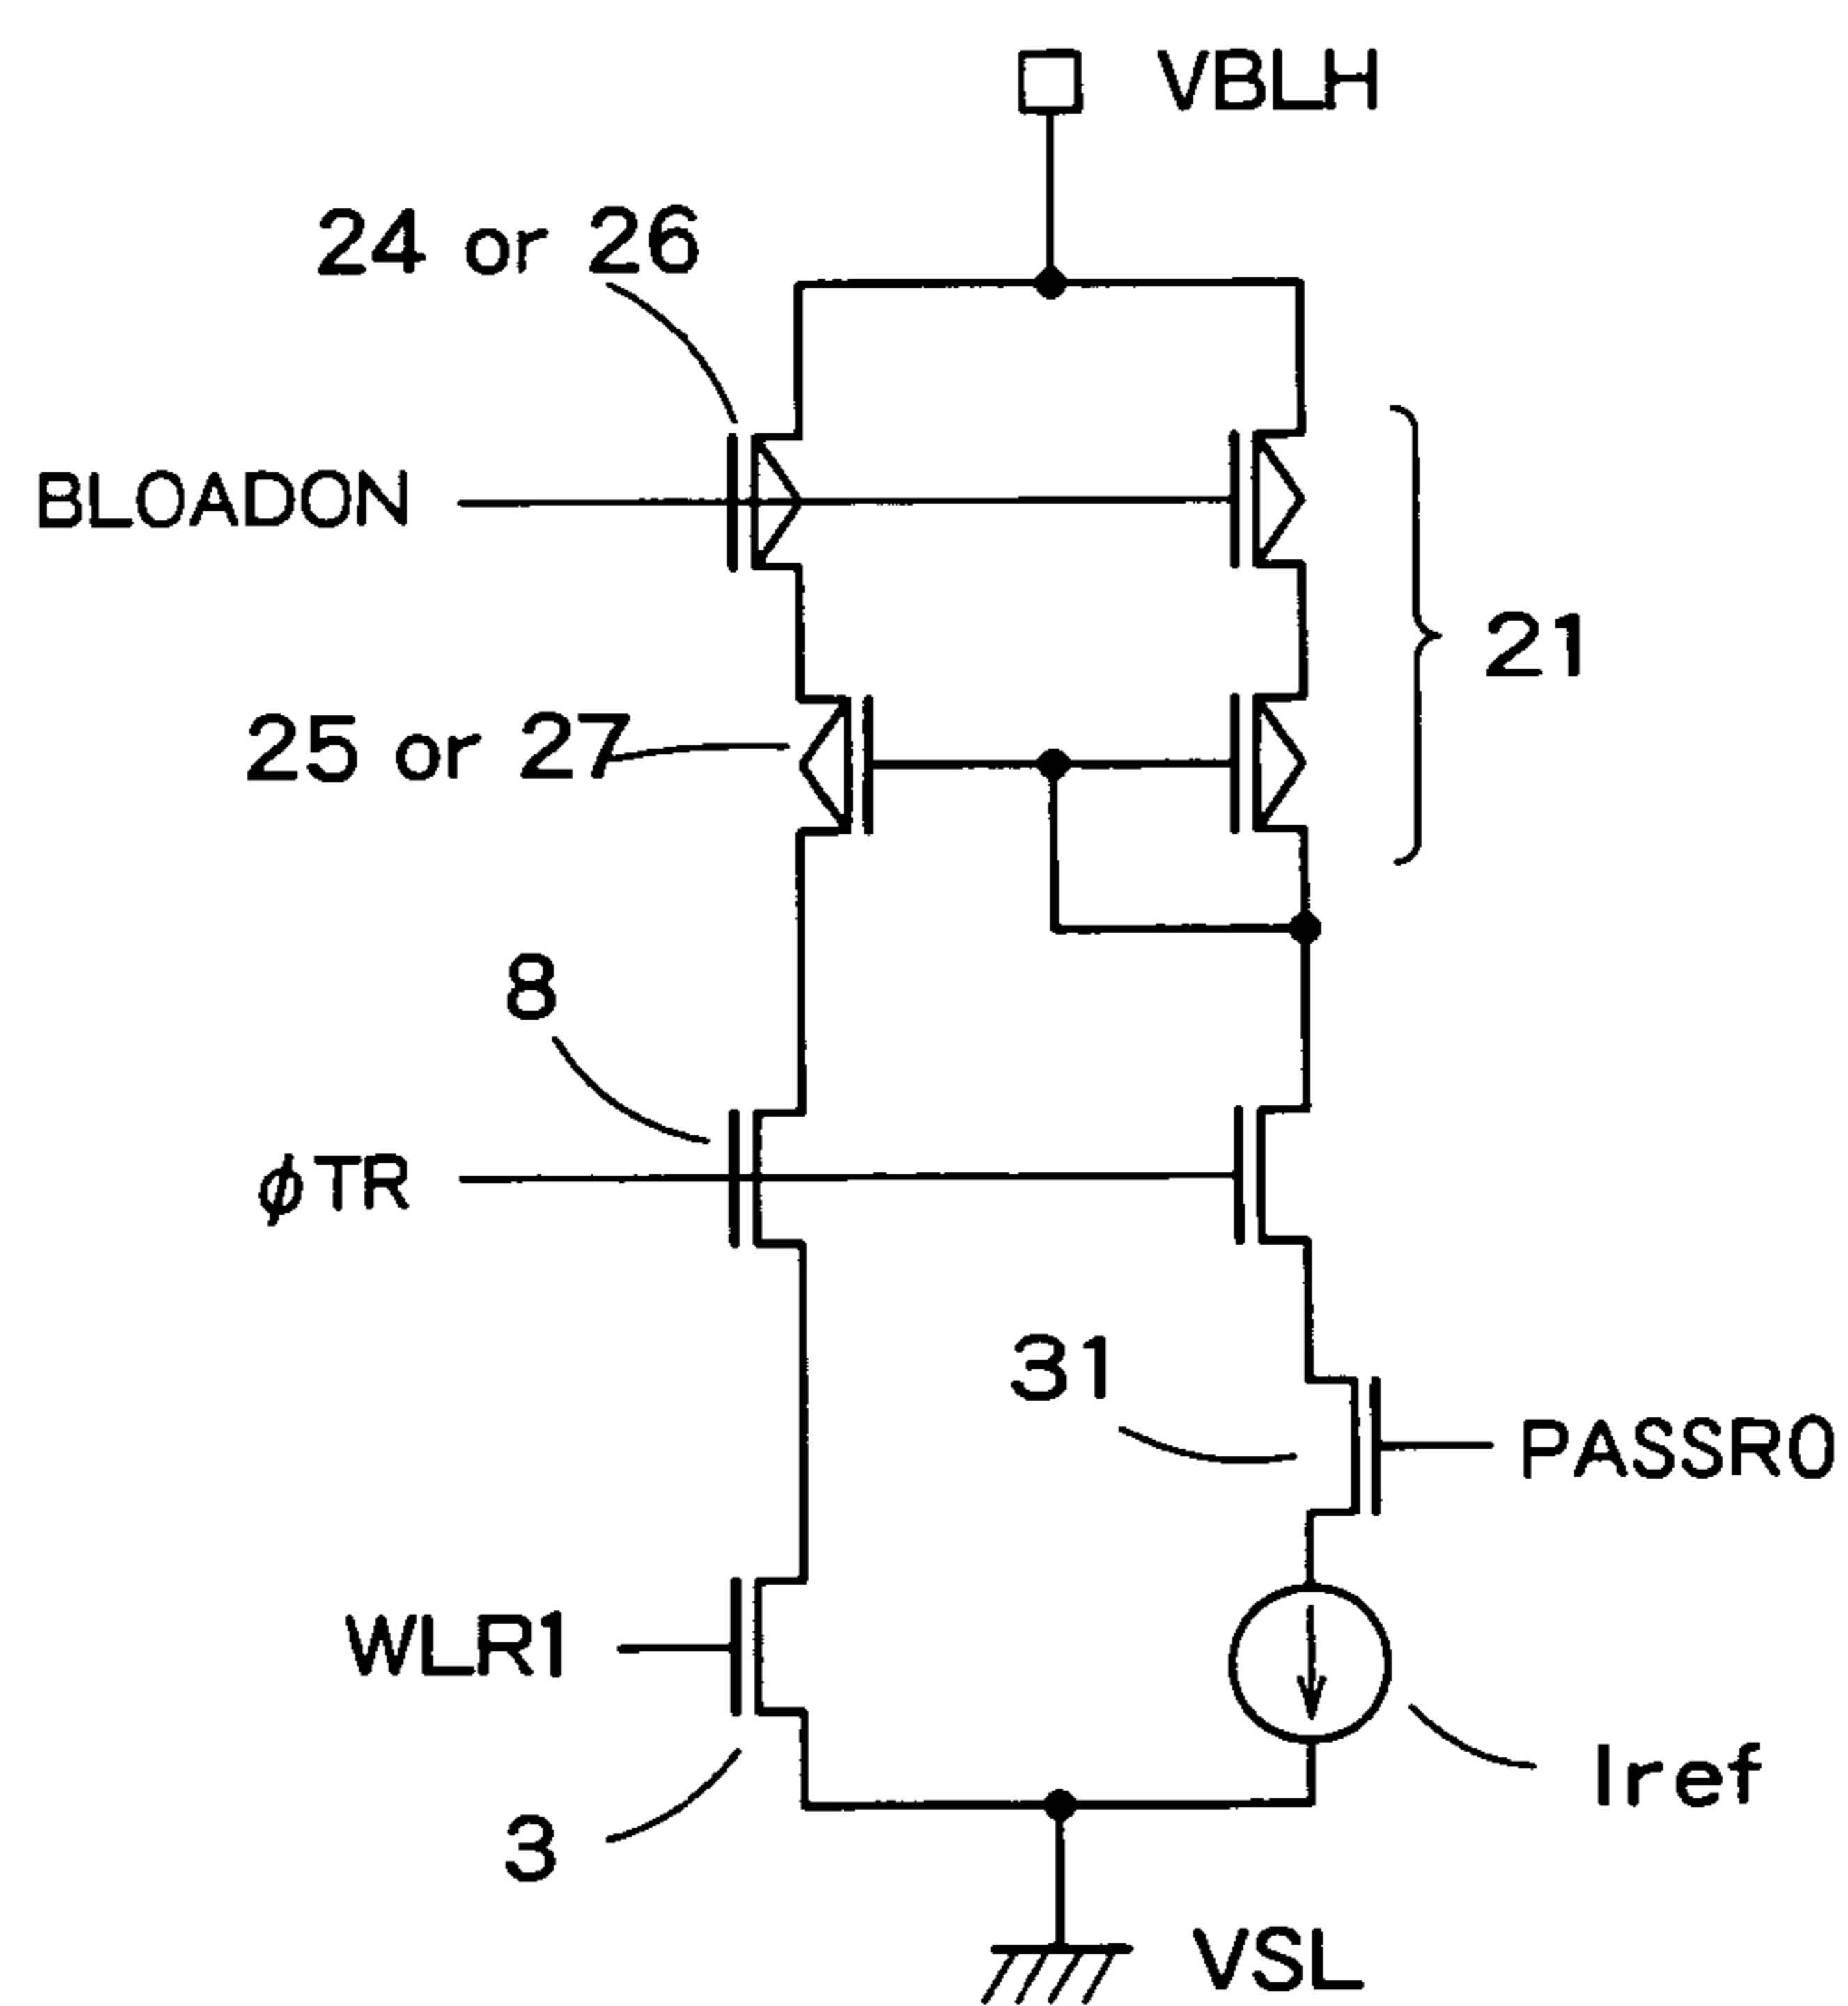 VBLH
24 or 26
BLOADON
21
25 or 27
8
φTR
31
PASSR0
WLR1
Iref
3
VSL